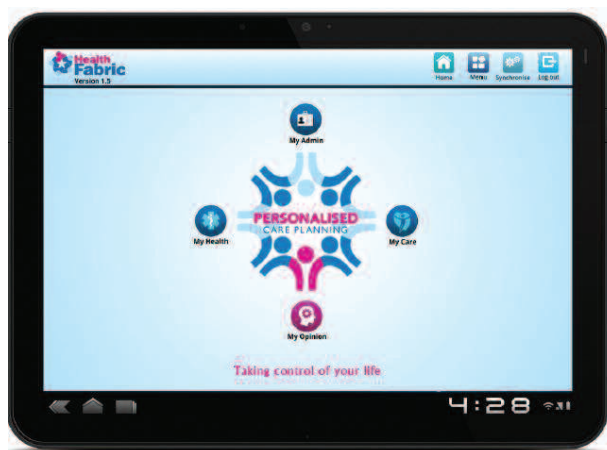 Health
Fabric
Version 1.5
Home
Menu
Synchronise
Log out
My Admin
PERSONALISED
CARE PLANNING
My Health
My Care
My Opinion
Taking control of your life
4:28